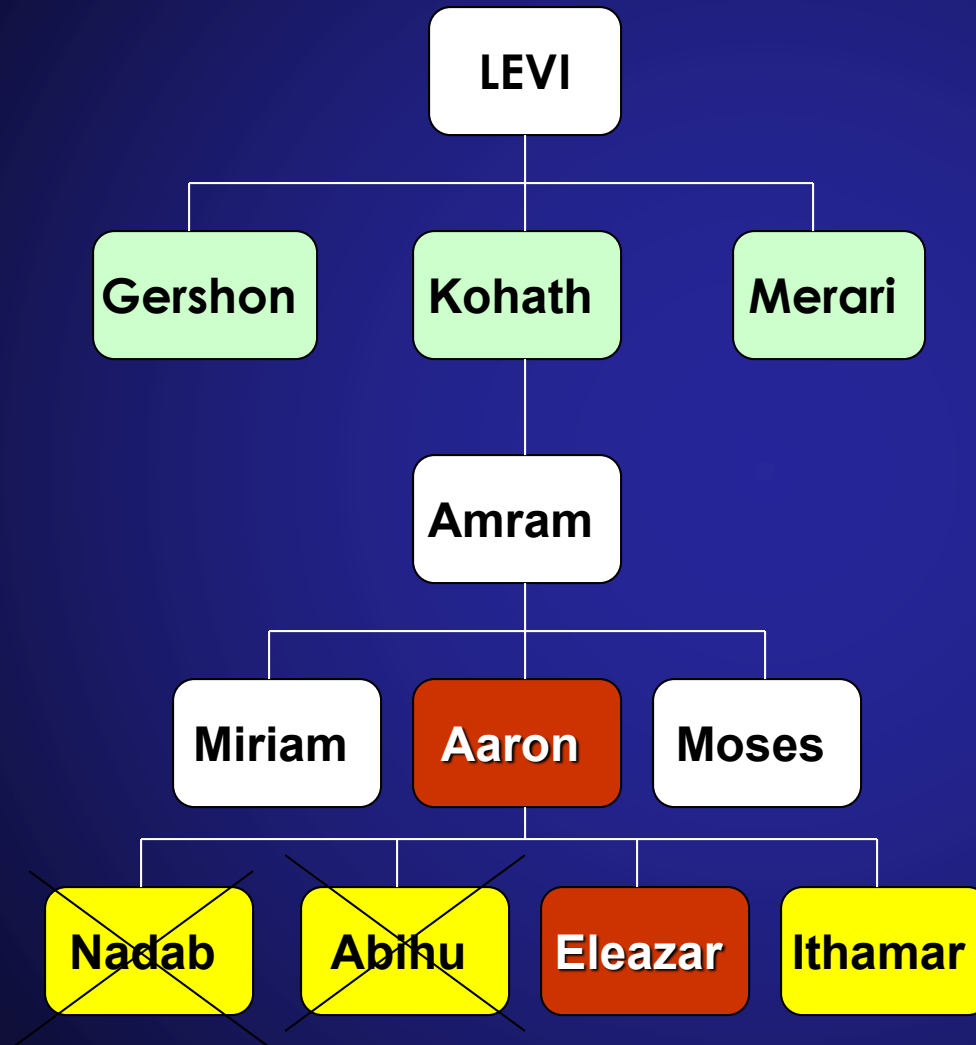 LEVI
Gershon Kohath Merari
Amram
Miriam Aaron Moses
Nadab Abihu Eleazar Ithamar